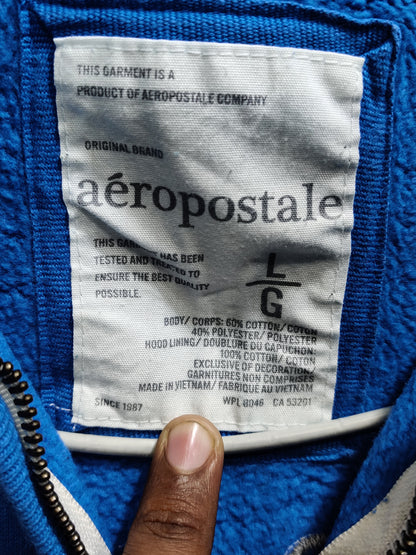 THIS GARMENT IS A
PRODUCT OF AEROPOSTALE COMPANY
ORIGINAL BRAND
aéropostale
THIS GARMENT HAS BEEN
TESTED AND TREATED TO
ENSURE THE BEST QUALITY
POSSIBLE.
L
G
BODY/ CORPS: 60% COTTON/ COTON
40% POLYESTER/ POLYESTER
HOOD LINING/ DOUBLURE DU CAPUCHON:
100% COTTON/ COTON
EXCLUSIVE OF DECORATION/
GARNITURES NON COMPRISES
MADE IN VIETNAM/ FABRIQUE AU VIETNAM
SINCE 1987 WPL 8046 CA 53201